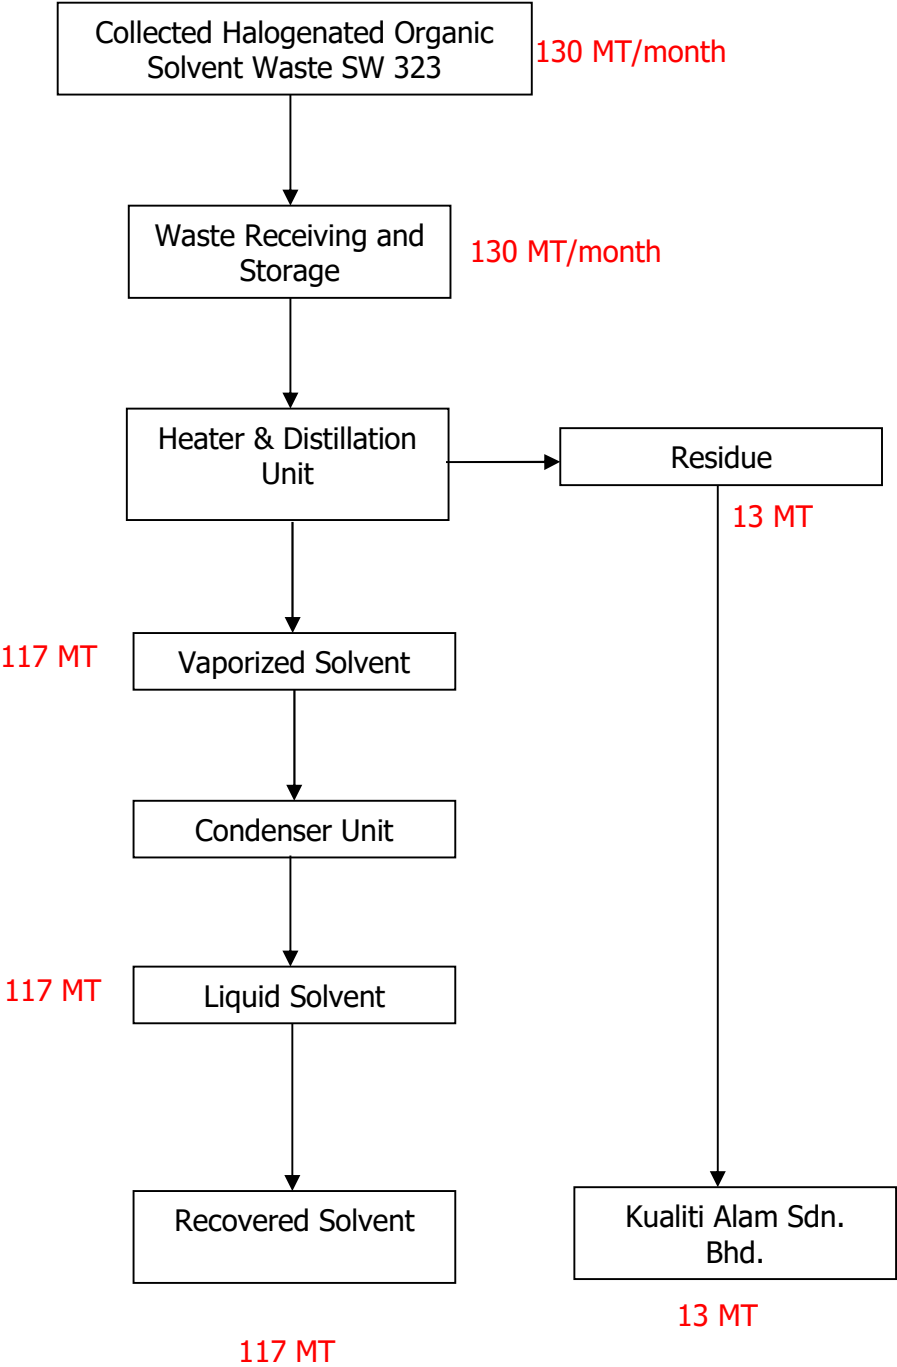 Collected Halogenated Organic
Solvent Waste SW 323
130 MT/month
Waste Receiving and
Storage
130 MT/month
Heater & Distillation
Unit
Residue
13 MT
117 MT
Vaporized Solvent
Condenser Unit
117 MT
Liquid Solvent
Recovered Solvent
Kualiti Alam Sdn.
Bhd.
13 MT
117 MT